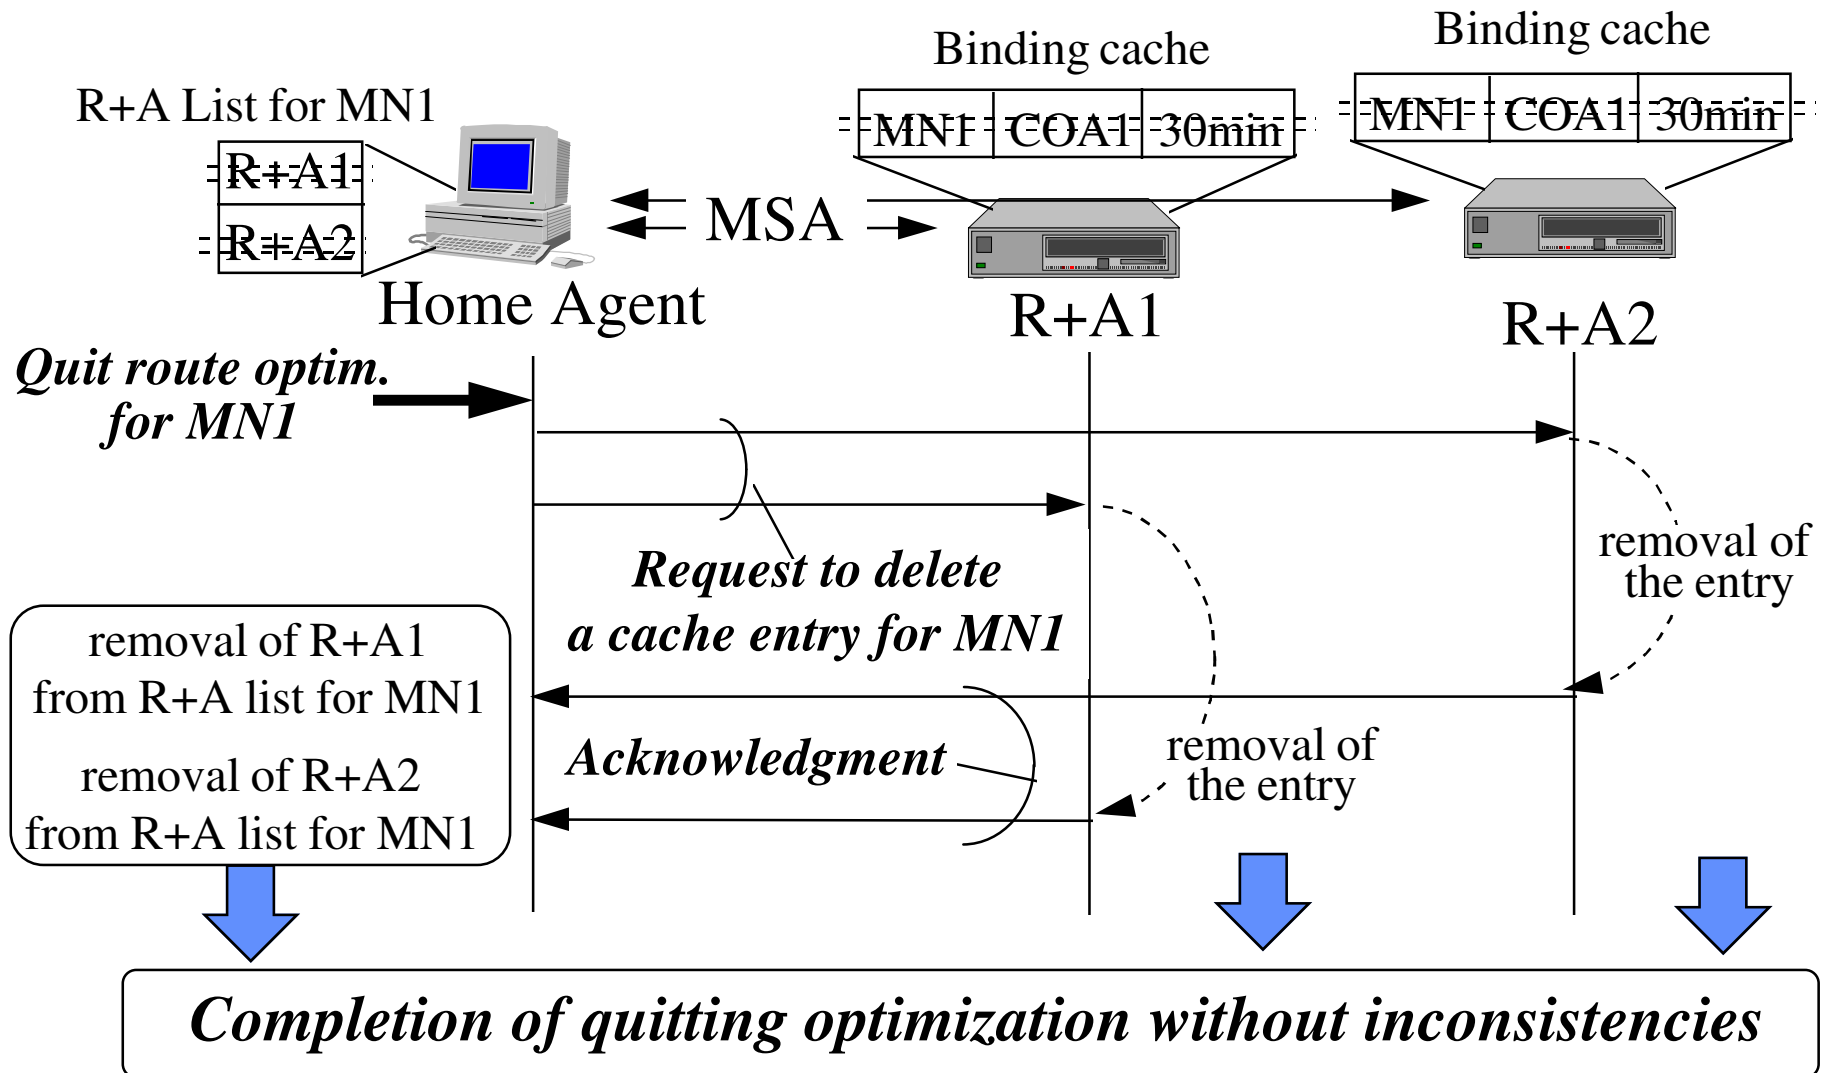 Binding cache
Binding cache
R+A List for MN1
MN1 COA1 30min
MN1 COA1 30min
R+A1
R+A2
MSA
Home Agent
R+A1
R+A2
Quit route optim.
for MN1
Request to delete
a cache entry for MN1
removal of
the entry
removal of R+A1
from R+A list for MN1
removal of R+A2
from R+A list for MN1
Acknowledgment
removal of
the entry
Completion of quitting optimization without inconsistencies